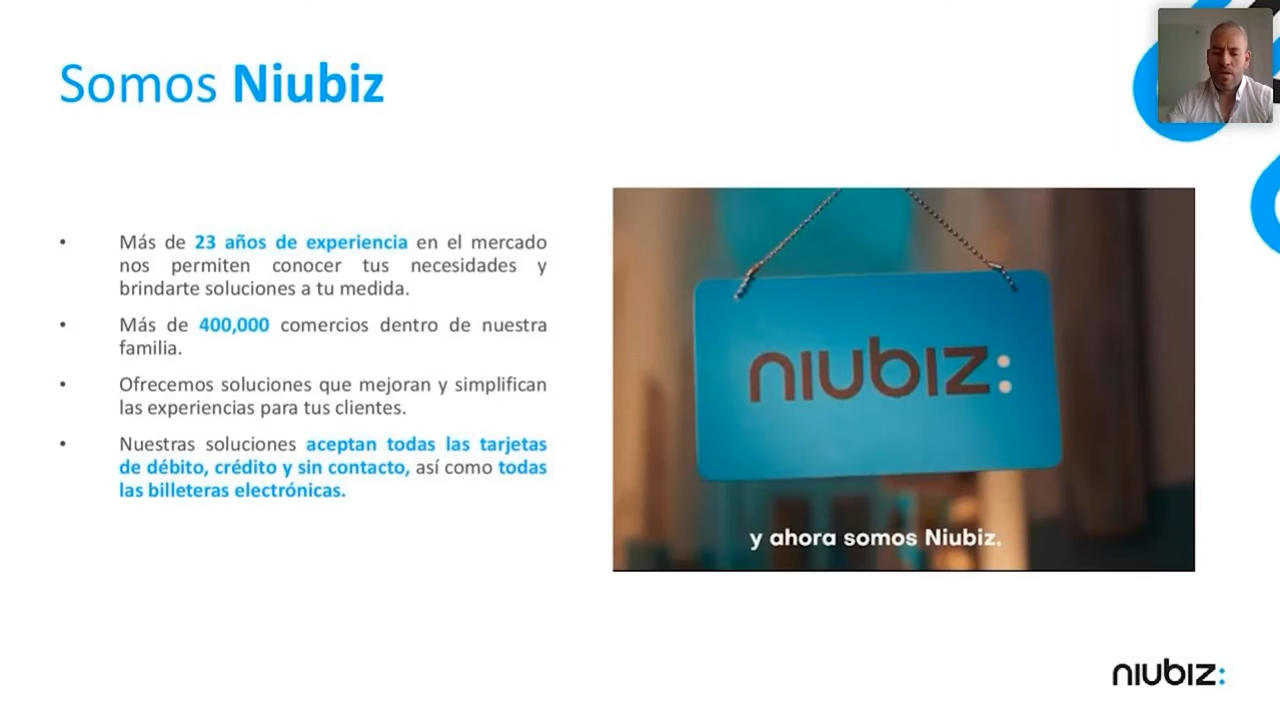 Somos Niubiz
• Más de 23 años de experiencia en el mercado
nos permiten conocer tus necesidades y
brindarte soluciones a tu medida.
• Más de 400,000 comercios dentro de nuestra
familia.
• Ofrecemos soluciones que mejoran y simplifican
las experiencias para tus clientes.
• Nuestras soluciones aceptan todas las tarjetas
de débito, crédito y sin contacto, así como todas
las billeteras electrónicas.
niubiz:
y ahora somos Niubiz.
niubiz: